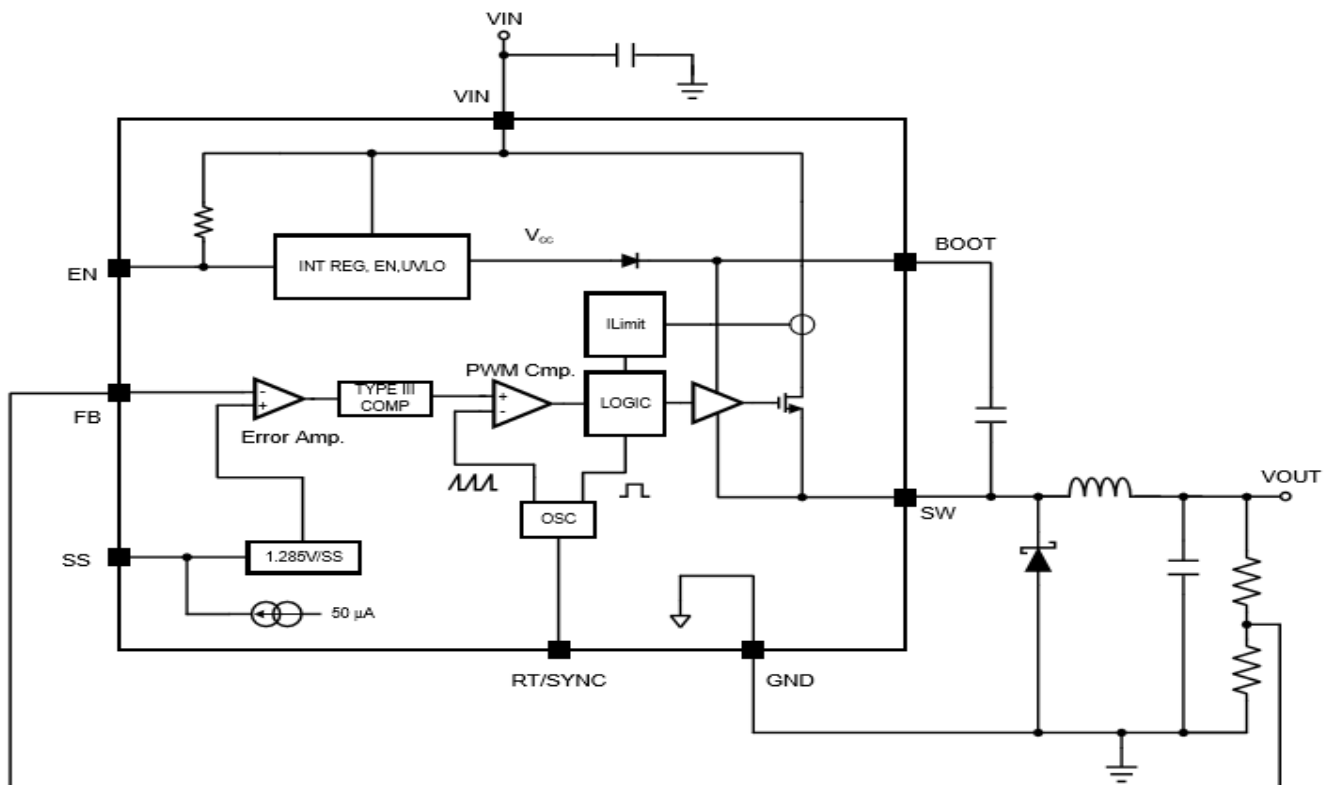 VIN
VIN
V_CC
BOOT
EN
INT REG, EN,UVLO
ILimit
PWM Cmp.
TYPE III
COMP
+
-
LOGIC
-
+
FB
Error Amp.
OSC
SW
VOUT
SS
1.285V/SS
50 µA
RT/SYNC
GND